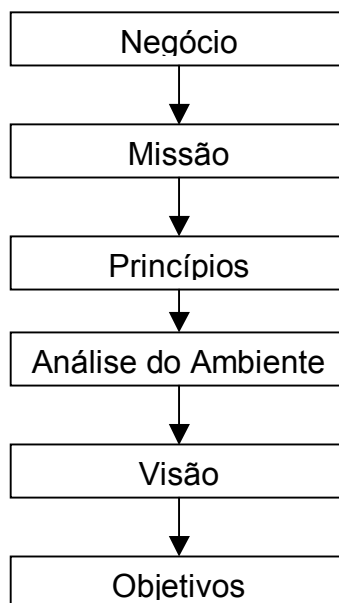 Negócio
Missão
Princípios
Análise do Ambiente
Visão
Objetivos